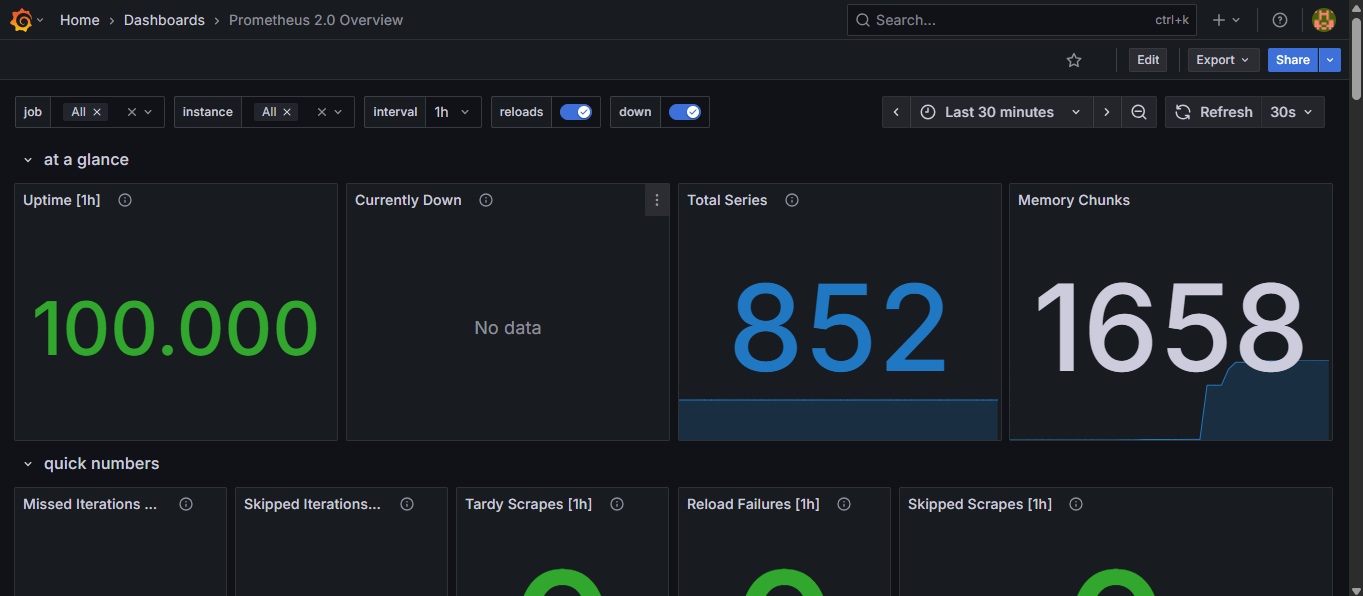 Home › Dashboards › Prometheus 2.0 Overview
Search... ctrl+k
Edit Export Share
job All instance All interval 1h reloads down Last 30 minutes Refresh 30s
at a glance
Uptime [1h] Currently Down Total Series Memory Chunks
100.000 No data 852 1658
quick numbers
Missed Iterations ... Skipped Iterations... Tardy Scrapes [1h] Reload Failures [1h] Skipped Scrapes [1h]